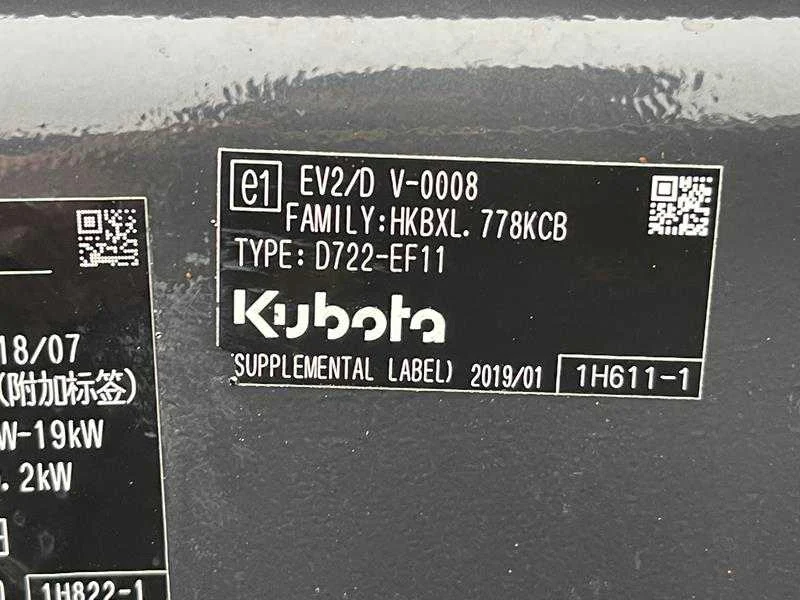 e1 EV2/D V-0008
FAMILY:HKBXL.778KCB
TYPE: D722-EF11
Kubota
(SUPPLEMENTAL LABEL) 2019/01 1H611-1
18/07
(附加标签)
W-19kW
.2kW
1H822-1